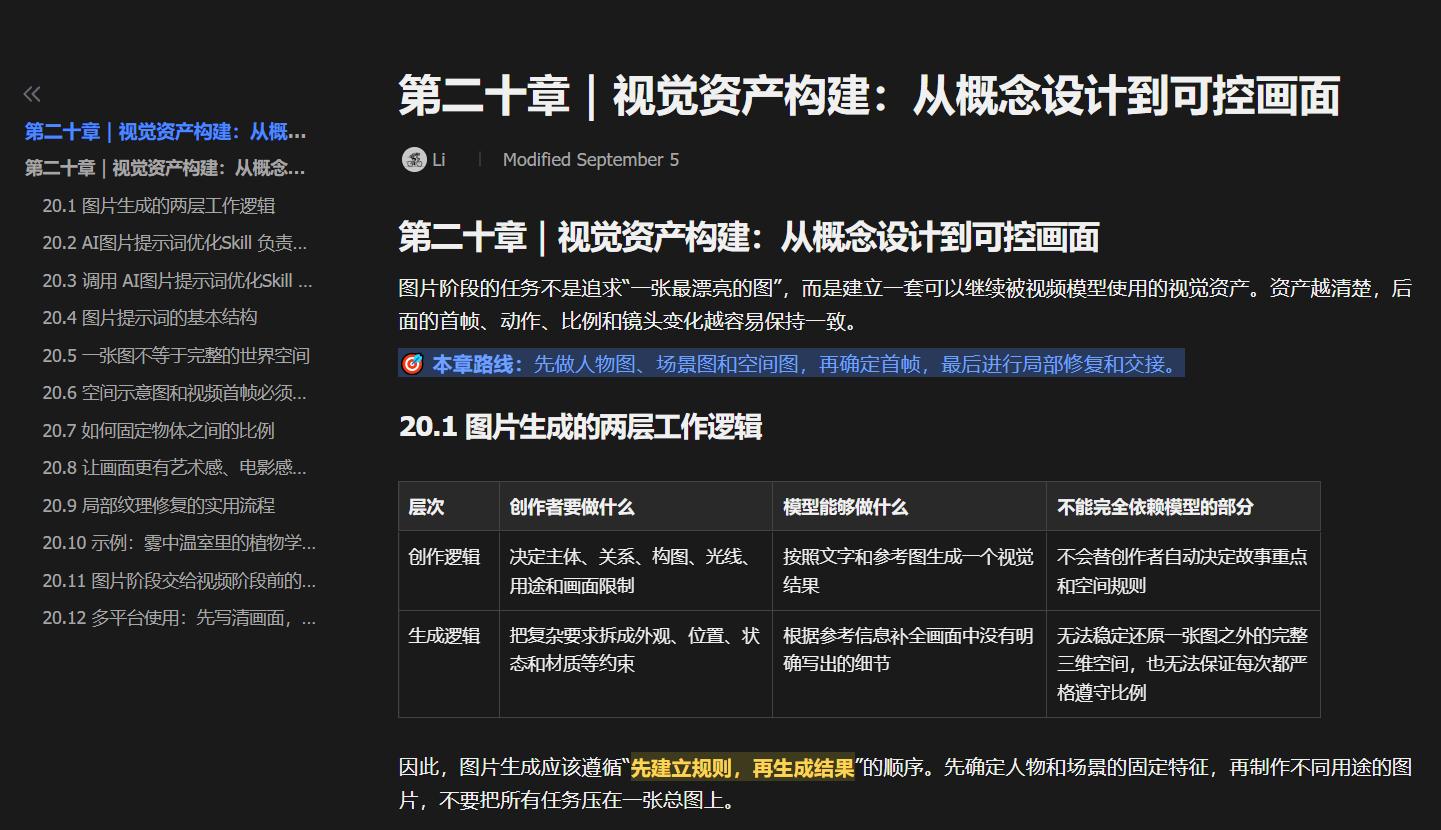 第二十章｜视觉资产构建：从概念设计到可控画面
Li
Modified September 5
第二十章｜视觉资产构建：从概...
第二十章｜视觉资产构建：从概念...
20.1 图片生成的两层工作逻辑
20.2 AI图片提示词优化Skill 负责...
20.3 调用 AI图片提示词优化Skill ...
20.4 图片提示词的基本结构
20.5 一张图不等于完整的世界空间
20.6 空间示意图和视频首帧必须...
20.7 如何固定物体之间的比例
20.8 让画面更有艺术感、电影感...
20.9 局部纹理修复的实用流程
20.10 示例：雾中温室里的植物学...
20.11 图片阶段交给视频阶段前的...
20.12 多平台使用：先写清画面，...
第二十章｜视觉资产构建：从概念设计到可控画面
图片阶段的任务不是追求“一张最漂亮的图”，而是建立一套可以继续被视频模型使用的视觉资产。资产越清楚，后
面的首帧、动作、比例和镜头变化越容易保持一致。
🎯 本章路线：先做人物图、场景图和空间图，再确定首帧，最后进行局部修复和交接。
20.1 图片生成的两层工作逻辑
层次
创作者要做什么
模型能够做什么
不能完全依赖模型的部分
创作逻辑
决定主体、关系、构图、光线、
用途和画面限制
按照文字和参考图生成一个视觉
结果
不会替创作者自动决定故事重点
和空间规则
生成逻辑
把复杂要求拆成外观、位置、状
态和材质等约束
根据参考信息补全画面中没有明
确写出的细节
无法稳定还原一张图之外的完整
三维空间，也无法保证每次都严
格遵守比例
因此，图片生成应该遵循“先建立规则，再生成结果”的顺序。先确定人物和场景的固定特征，再制作不同用途的图
片，不要把所有任务压在一张总图上。